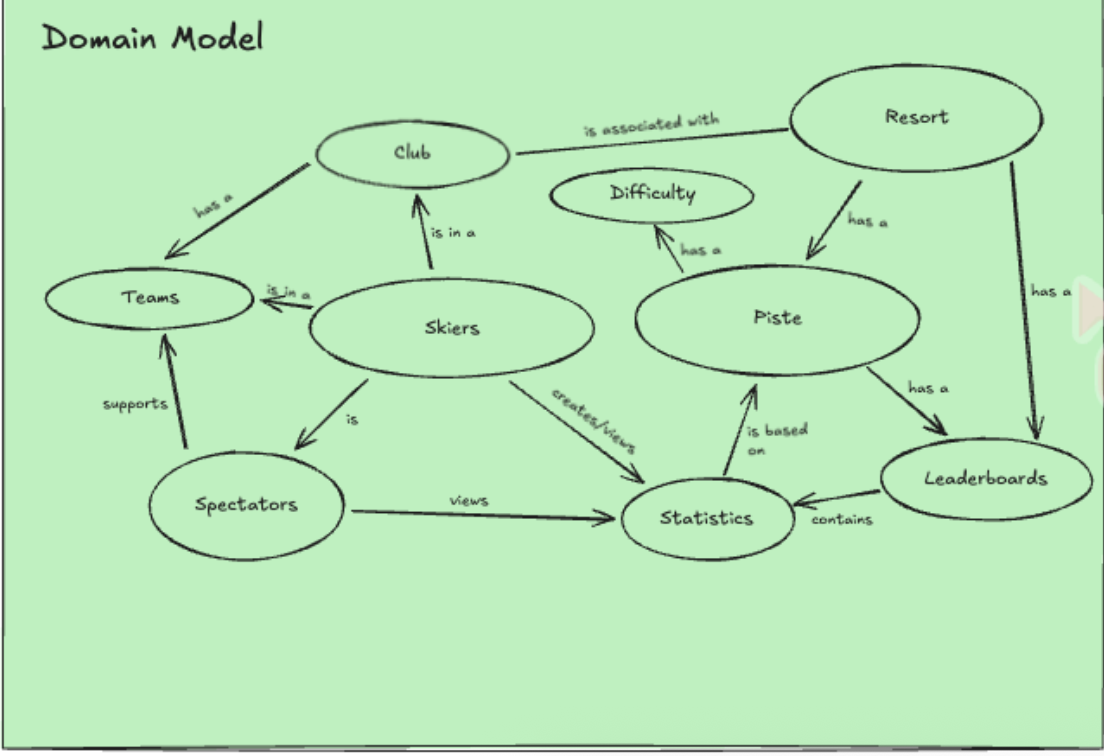 Domain Model
Resort
is associated with
Club
Difficulty
has a
has a
is in a
has a
has a
Teams
is in a
Skiers
Piste
supports
is
creates/views
has a
is based
on
Leaderboards
Spectators
views
Statistics
contains